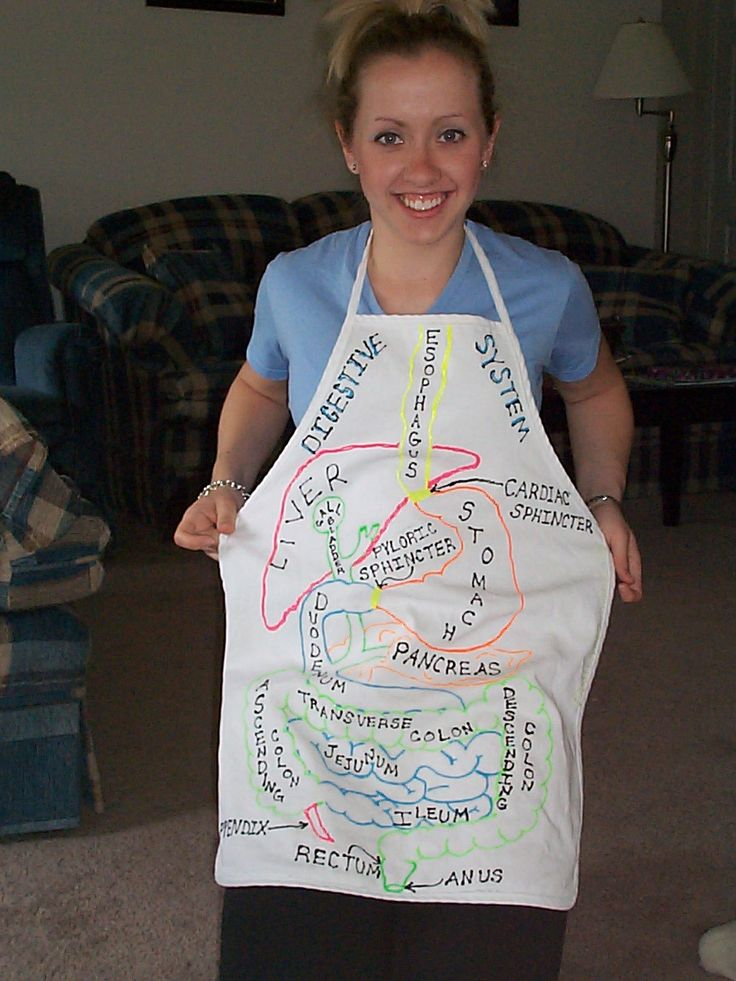 DIGESTIVE
SYSTEM
ESOPHAGUS
LIVER
CARDIAC
SPHINCTER
GALL
BLADDER
PYLORIC
SPHINCTER
STOMACH
DUODENUM
PANCREAS
TRANSVERSE COLON
ASCENDING
COLON
DESCENDING
COLON
JEJUNUM
ILEUM
PPENDIX
RECTUM
ANUS